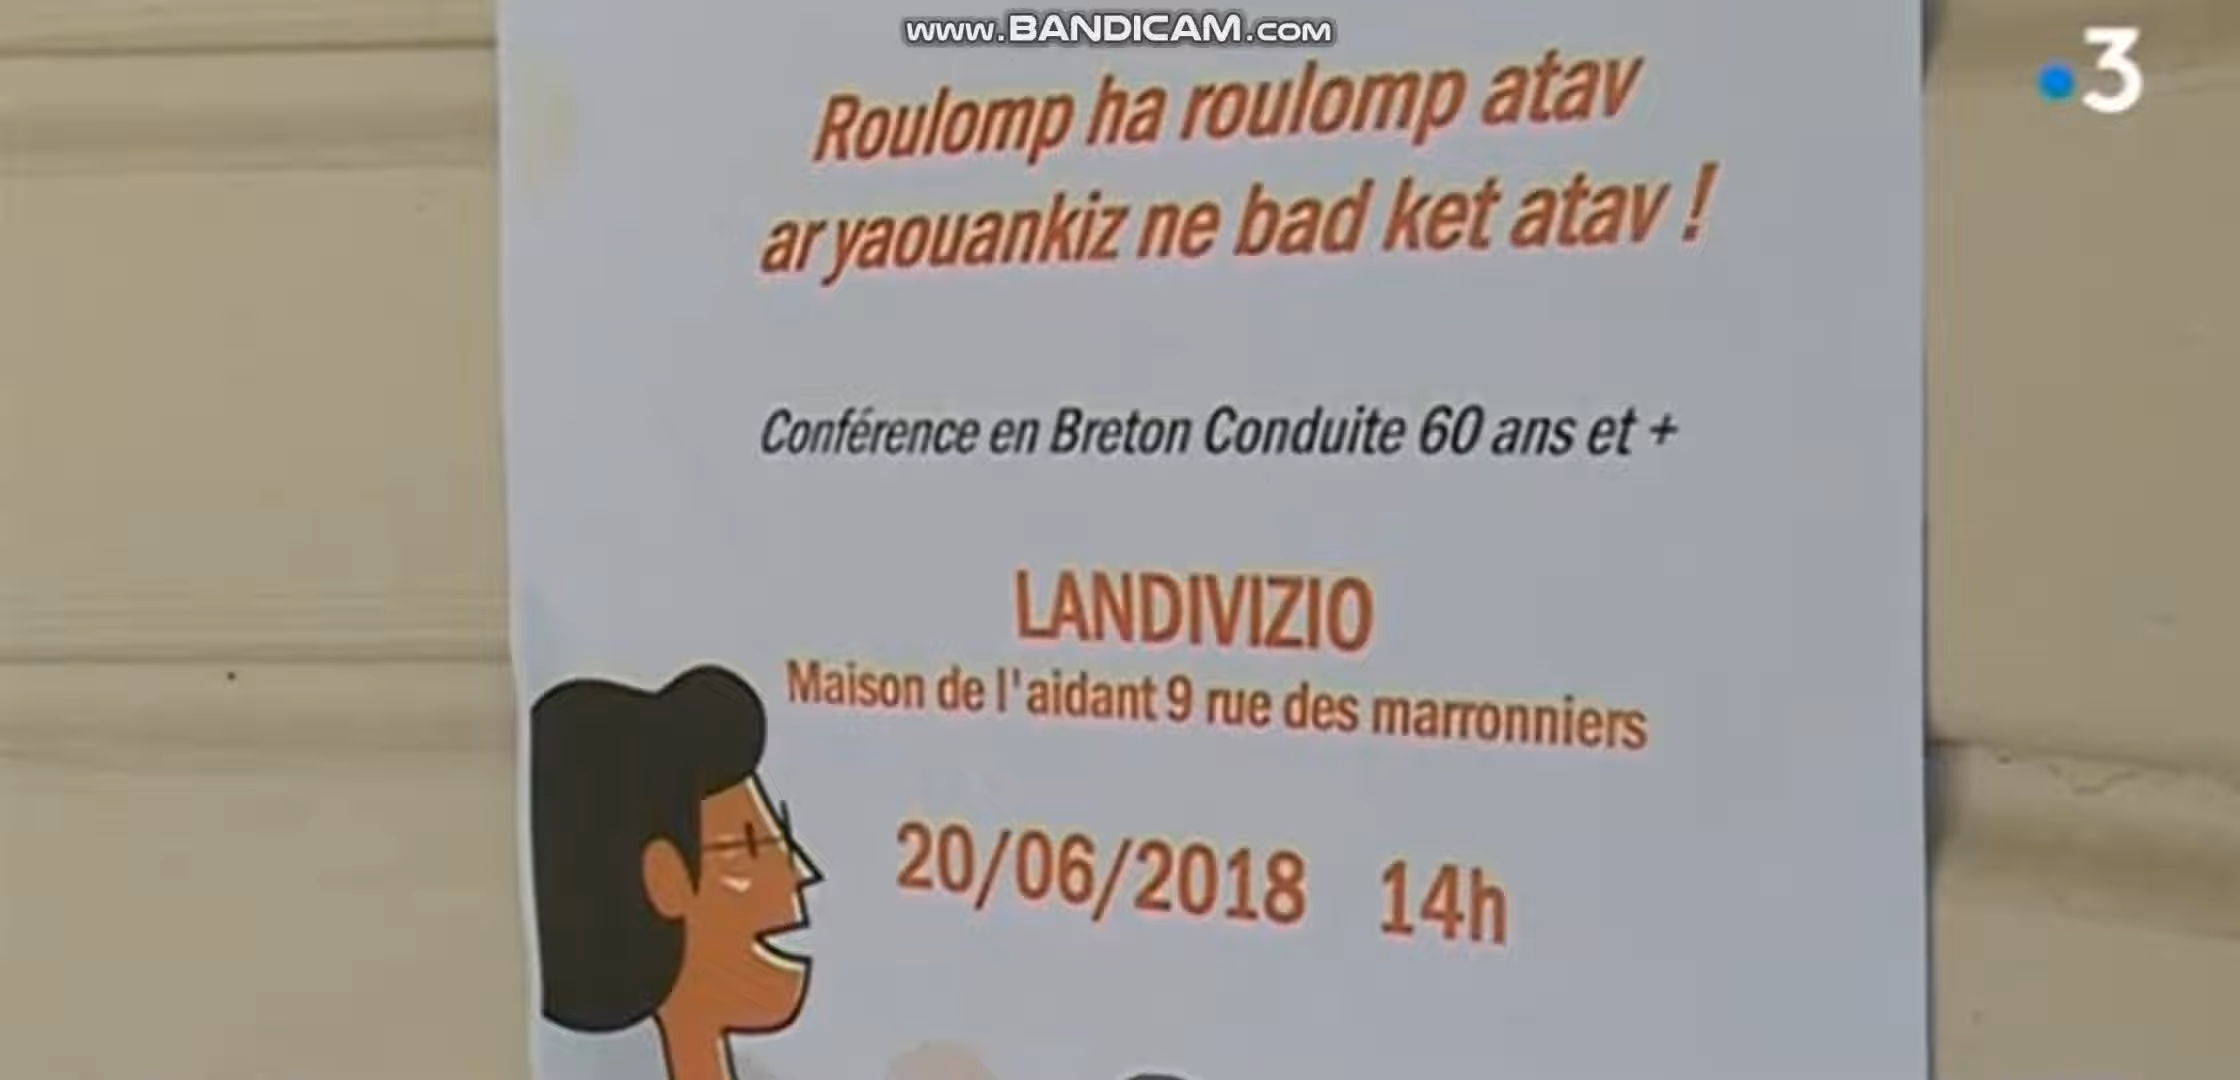 www.BANDICAM.com
3
Roulomp ha roulomp atav
ar yaouankiz ne bad ket atav !
Conférence en Breton Conduite 60 ans et +
LANDIVIZIO
Maison de l'aidant 9 rue des marronniers
20/06/2018 14h